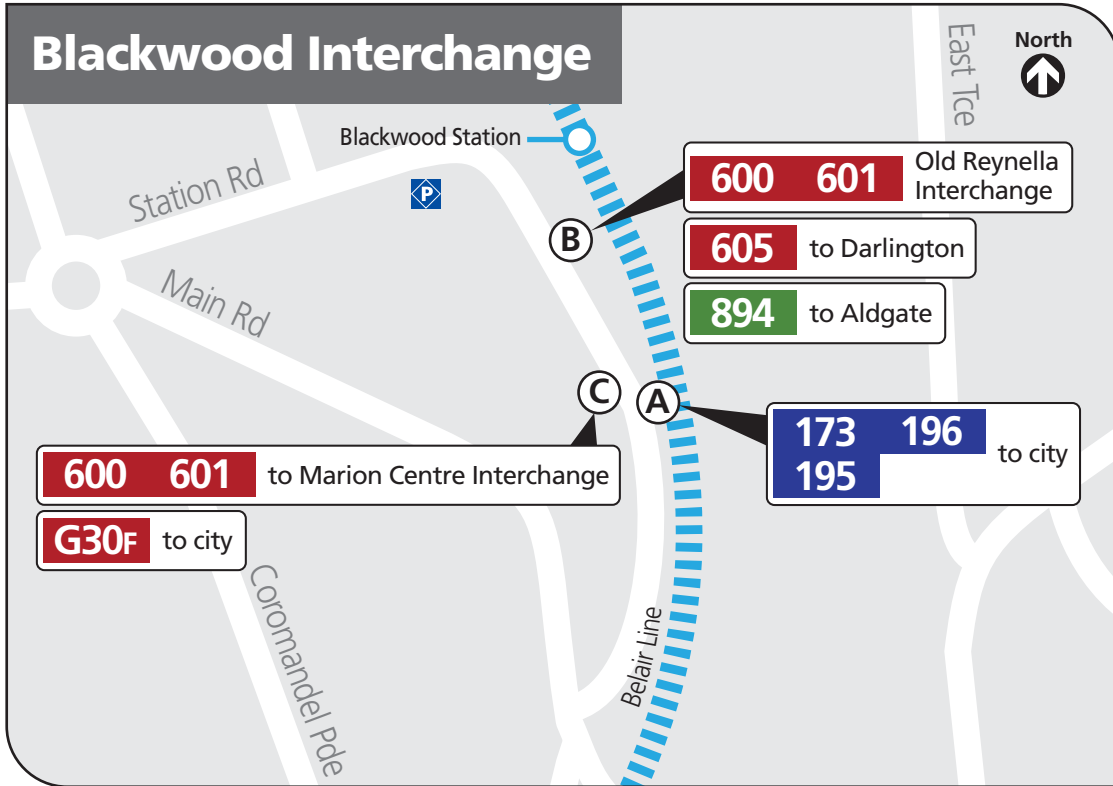 Blackwood Interchange
East Tce
North
Blackwood Station
Station Rd
P
600 601 Old Reynella
Interchange
B
605 to Darlington
Main Rd
894 to Aldgate
C
A
173 196
195
to city
600 601 to Marion Centre Interchange
G30F to city
Coromandel Pde
Belair Line